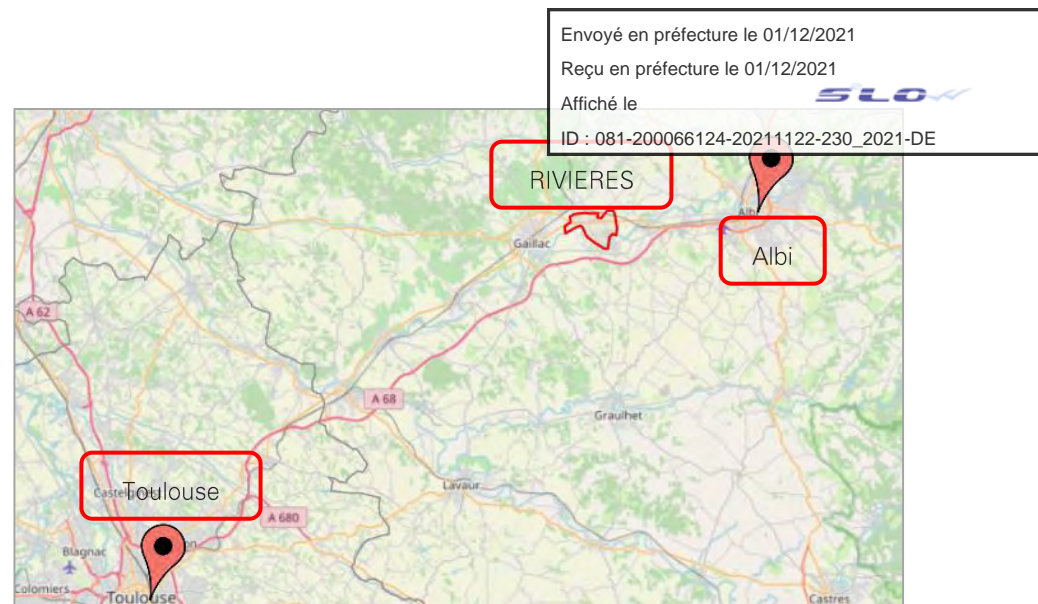 Envoyé en préfecture le 01/12/2021
Reçu en préfecture le 01/12/2021
Affiché le
SLO
ID : 081-200066124-20211122-230_2021-DE
RIVIERES
Albi
Gaillac
A 62
A 68
Graulhet
Toulouse
Lavaur
A 680
Blagnac
Colomiers
Toulouse
Castres